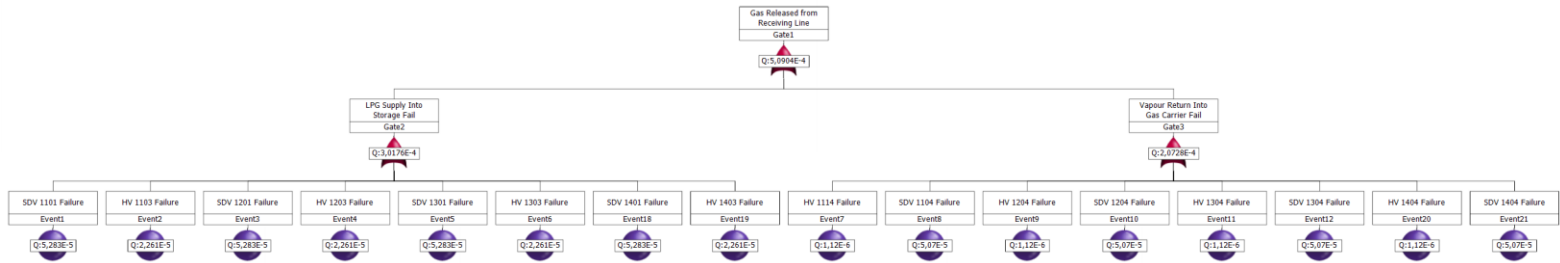 Gas Released from
Receiving Line
Gate1
Q:5,0904E-4
LPG Supply Into
Storage Fail
Gate2
Q:3,0176E-4
Vapour Return Into
Gas Carrier Fail
Gate3
Q:2,0728E-4
SDV 1101 Failure
Event1
Q:5,283E-5
HV 1103 Failure
Event2
Q:2,261E-5
SDV 1201 Failure
Event3
Q:5,283E-5
HV 1203 Failure
Event4
Q:2,261E-5
SDV 1301 Failure
Event5
Q:5,283E-5
HV 1303 Failure
Event6
Q:2,261E-5
SDV 1401 Failure
Event18
Q:5,283E-5
HV 1403 Failure
Event19
Q:2,261E-5
HV 1114 Failure
Event7
Q:1,12E-6
SDV 1104 Failure
Event8
Q:5,07E-5
HV 1204 Failure
Event9
Q:1,12E-6
SDV 1204 Failure
Event10
Q:5,07E-5
HV 1304 Failure
Event11
Q:1,12E-6
SDV 1304 Failure
Event12
Q:5,07E-5
HV 1404 Failure
Event20
Q:1,12E-6
SDV 1404 Failure
Event21
Q:5,07E-5